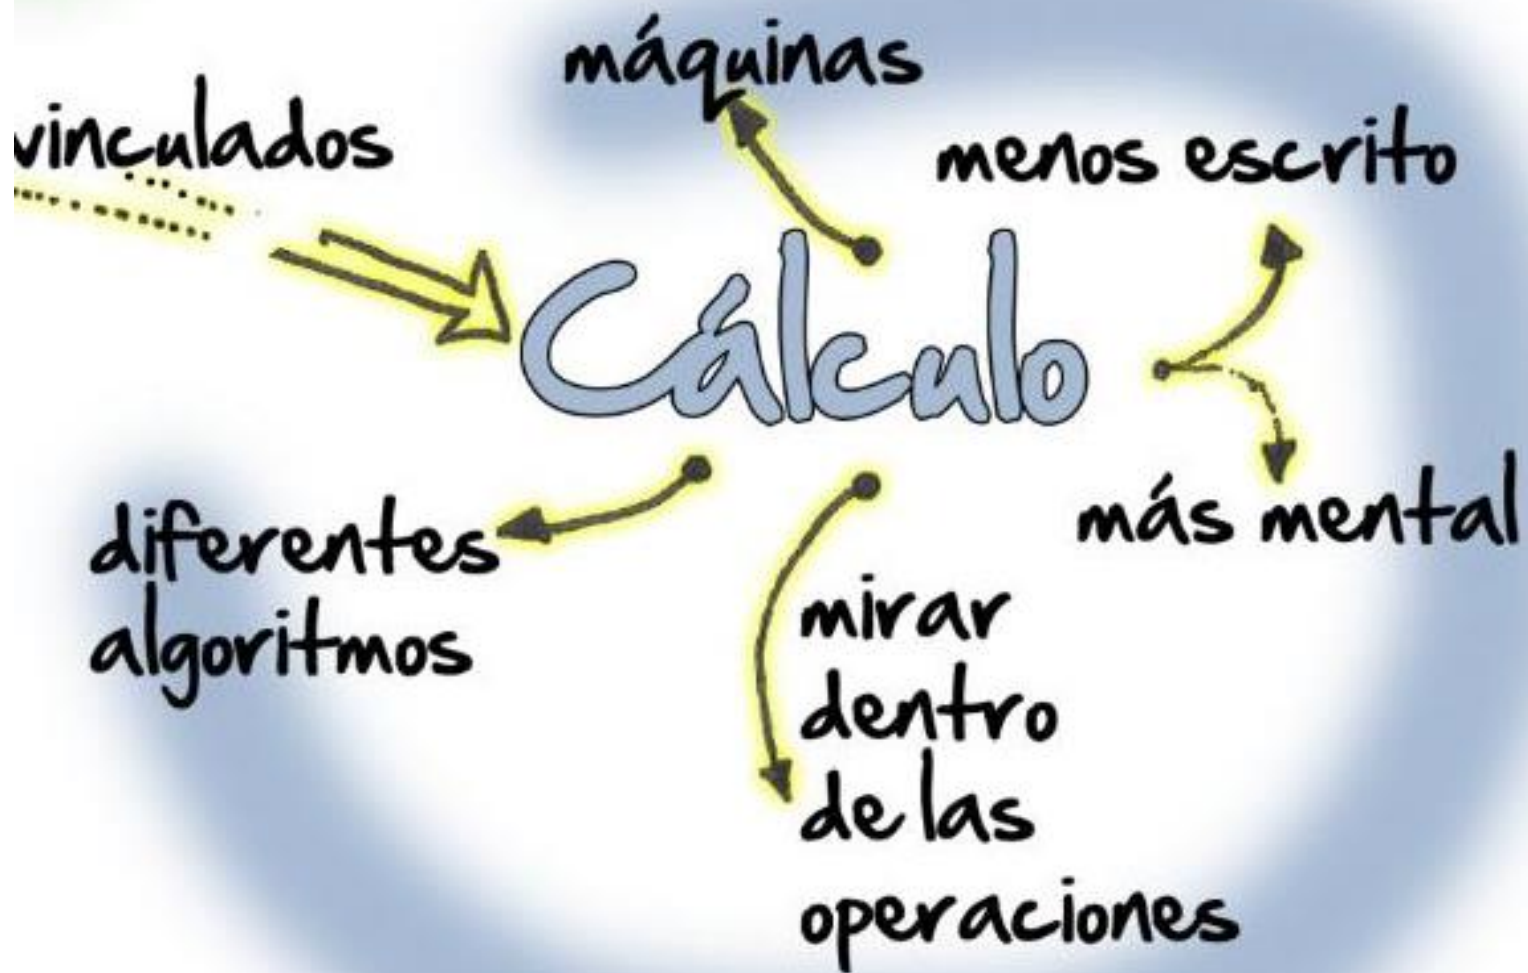 máquinas
vinculados
menos escrito
Cálculo
más mental
diferentes
algoritmos
mirar
dentro
de las
operaciones